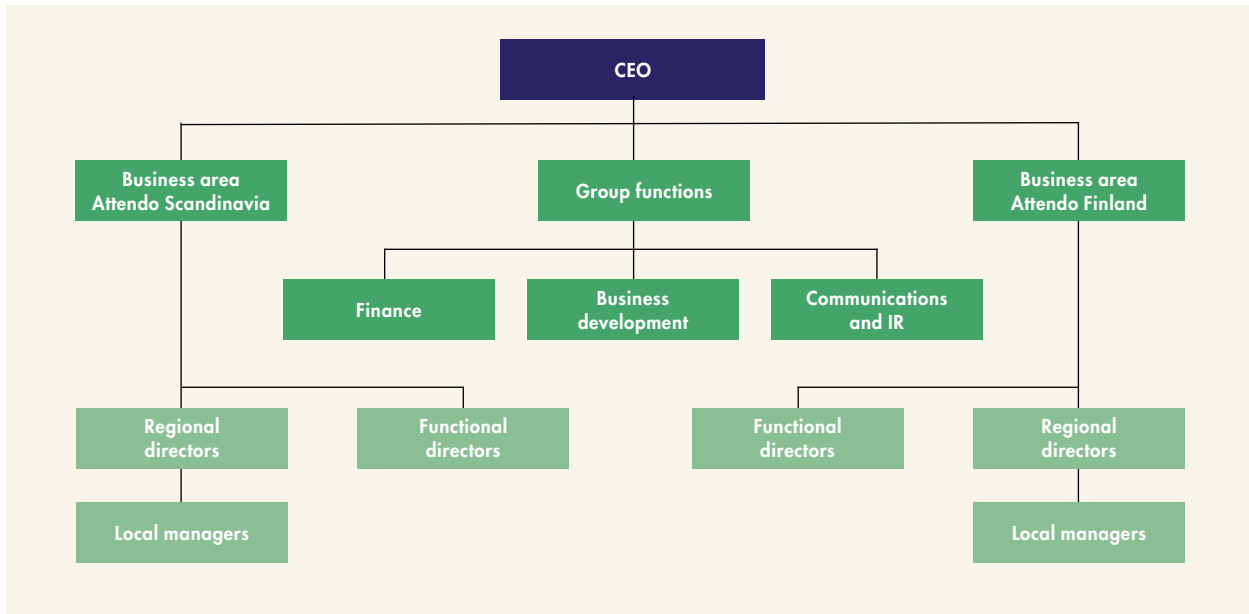 CEO
Business area
Attendo Scandinavia
Group functions
Business area
Attendo Finland
Finance
Business
development
Communications
and IR
Regional
directors
Functional
directors
Functional
directors
Regional
directors
Local managers
Local managers